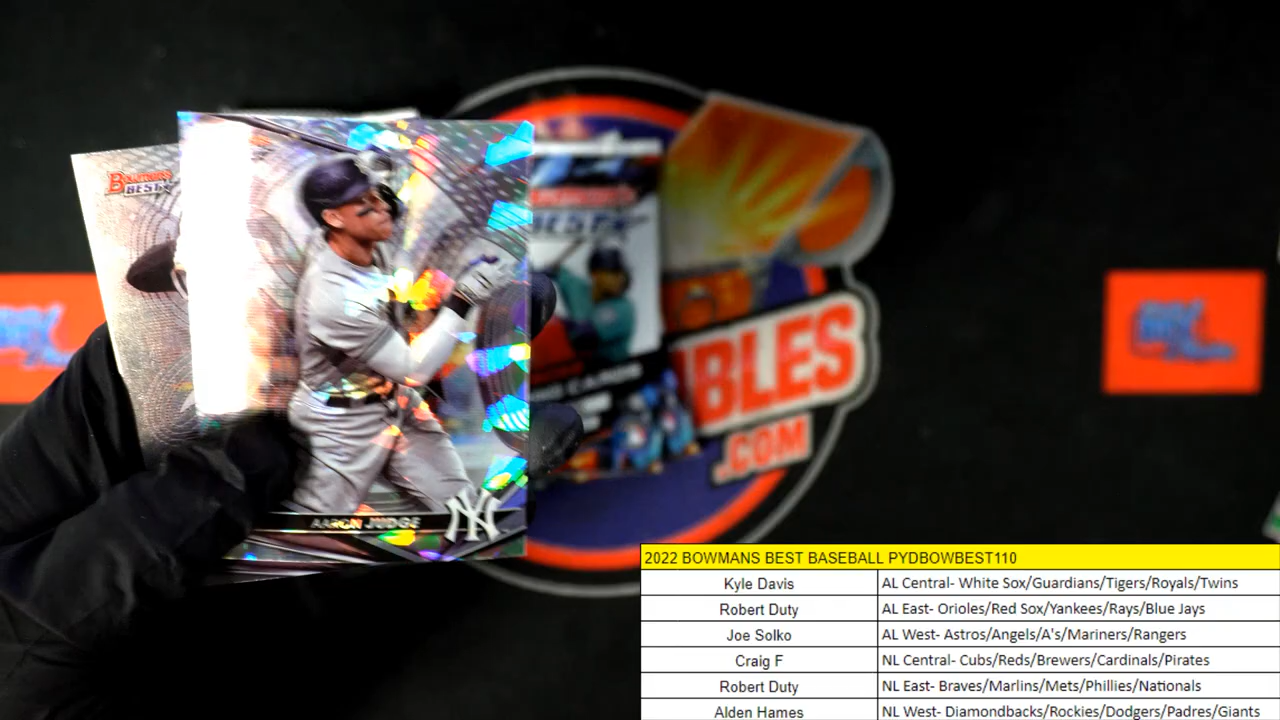 BOWMAN'S
BEST
AARON JUDGE
NY
BEST
BLES
.COM
2022 BOWMANS BEST BASEBALL PYDBOWBEST110
Kyle Davis AL Central- White Sox/Guardians/Tigers/Royals/Twins
Robert Duty AL East- Orioles/Red Sox/Yankees/Rays/Blue Jays
Joe Solko AL West- Astros/Angels/A's/Mariners/Rangers
Craig F NL Central- Cubs/Reds/Brewers/Cardinals/Pirates
Robert Duty NL East- Braves/Marlins/Mets/Phillies/Nationals
Alden Hames NL West- Diamondbacks/Rockies/Dodgers/Padres/Giants